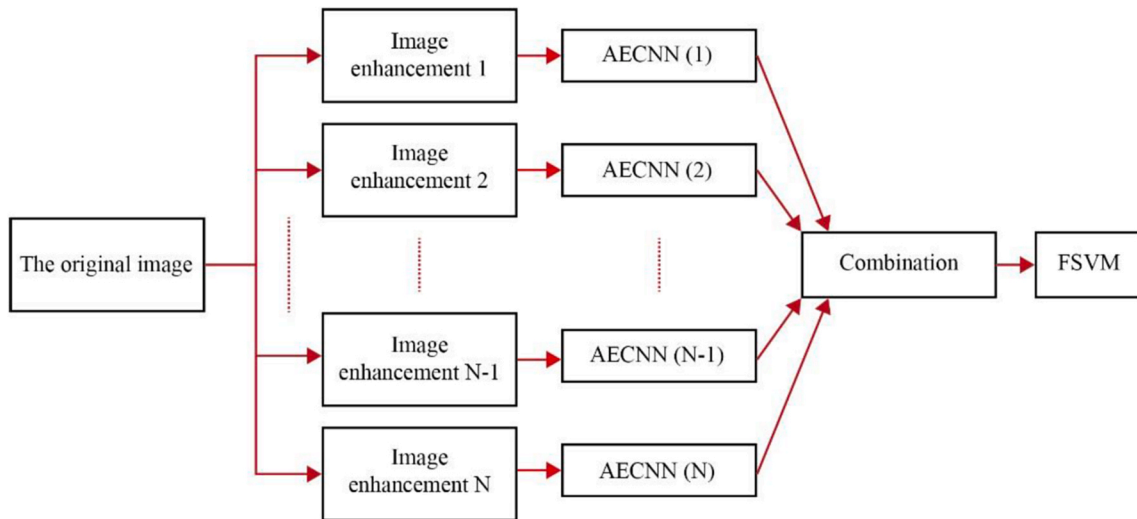 Image
enhancement 1
AECNN (1)
Image
enhancement 2
AECNN (2)
The original image
Combination
FSVM
Image
enhancement N-1
AECNN (N-1)
Image
enhancement N
AECNN (N)